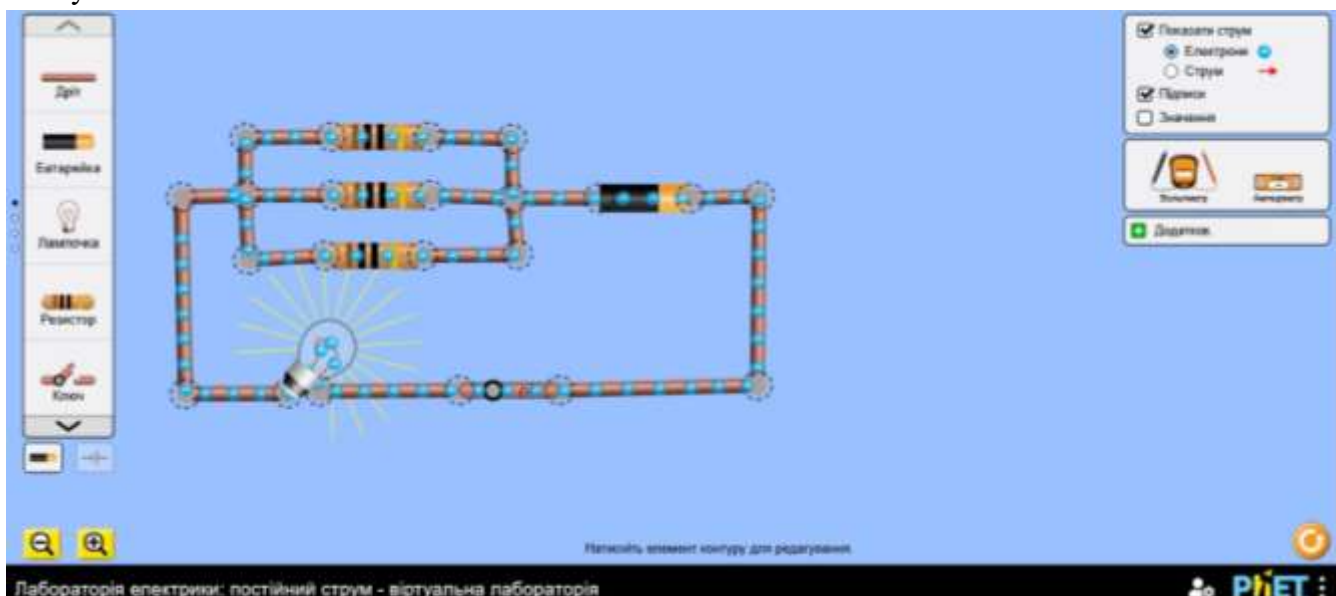 Дріт
Батарейка
Лампочка
Резистор
Ключ
Показати струм
Електрони
Струм
Підписи
Значення
Вольтметр
Амперметр
Додатков.
Натисніть елемент контуру для редагування.
Лабораторія електрики: постійний струм - віртуальна лабораторія
PhET